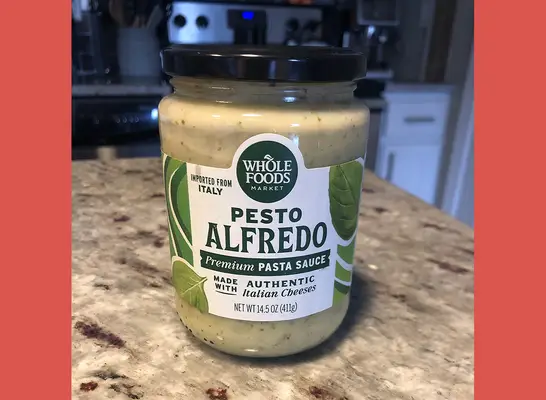 WHOLE
FOODS
MARKET
IMPORTED FROM
ITALY
PESTO
ALFREDO
Premium PASTA SAUCE
MADE
WITH
AUTHENTIC
Italian Cheeses
NET WT 14.5 OZ (411g)